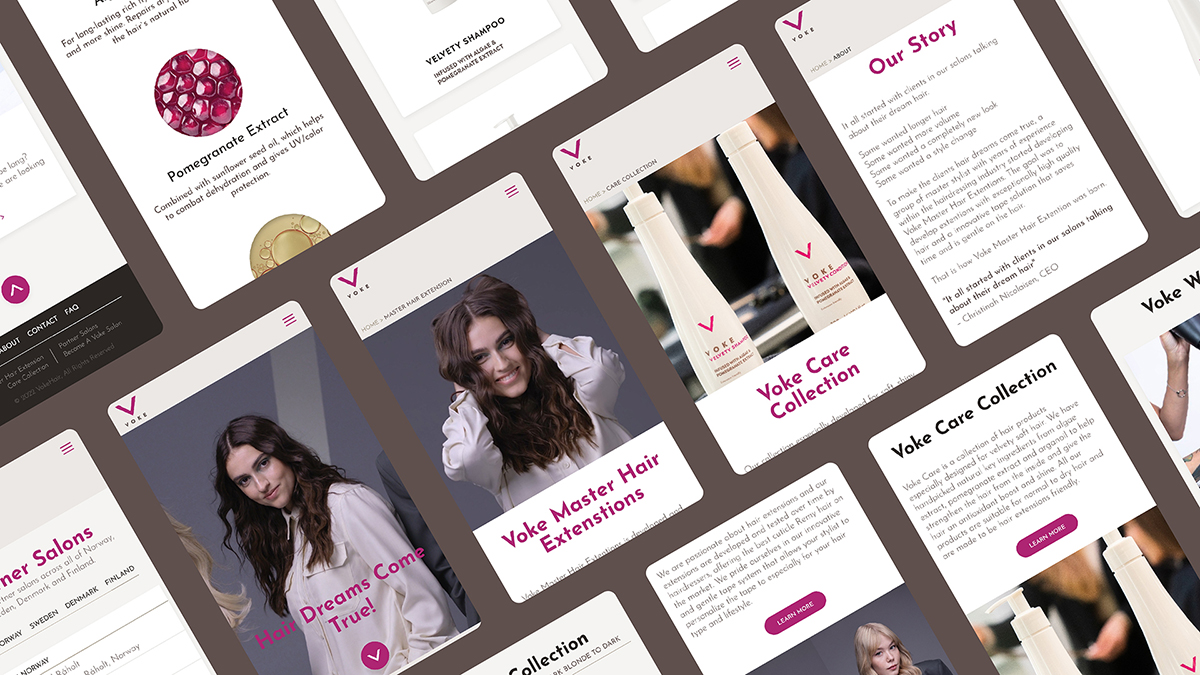 For long-lasting rich
and more shine. Repairs
the hair's natural
Pomegranate Extract
Combined with sunflower seed oil, which helps
to combat dehydration and gives UV/color
protection.
VELVETY SHAMPOO
INFUSED WITH ALGAE &
POMEGRANATE EXTRACT
be long?
are looking
ABOUT CONTACT FAQ
Hair Extension
Care Collection
Partner Salons
Become A Voke Salon
© 2022 VokeHair. All Rights Reserved
VOKE
HOME > ABOUT
Our Story
It all started with clients in our salons talking
about their dream hair.
Some wanted longer hair
Some wanted more volume
Some wanted a completely new look
Some wanted a style change
To make the clients hair dreams come true, a
group of master stylist with years of experience
within the hairdressing industry started developing
Voke Master Hair Extentions. The goal was to
develop extentions with exceptionally high quality
hair and a innovative tape solution that saves
time and is gentle on the hair.
That is how Voke Master Hair Extention was born.
"It all started with clients in our salons talking
about their dream hair"
- Christinah Nicolaisen, CEO
VOKE
HOME > CARE COLLECTION
VOKE
VELVETY SHAMPOO
INFUSED WITH ALGAE &
POMEGRANATE EXTRACT
VOKE
VELVETY CONDITIO
INFUSED WITH ALGAE
POMEGRANATE EXTRACT
Voke Care
Collection
Our collection especially developed for soft, shiny
VOKE
HOME > MASTER HAIR EXTENSION
Voke Master Hair
Extenstions
Voke Master Hair Extentions is developed and
VOKE
Hair Dreams Come
True!
ner Salons
rtner salons across all of Norway,
den, Denmark and Finland.
NORWAY SWEDEN DENMARK FINLAND
NORWAY
Råholt
Råholt, Norway
Collection
BLONDE TO DARK
We are passionate about hair extensions and our
extensions are developed and tested over time by
hairdressers, offering the best cuticle Remy hair on
the market. We pride ourselves in our innovative
and gentle tape system that allows your stylist to
personalize the tape to especially for your hair
type and lifestyle.
LEARN MORE
Voke Care Collection
Voke Care is a collection of hair products
especially designed for velvety soft hair. We have
handpicked natural key ingredients from algae
extract, pomegranate extract and arganoil to help
strengthen the hair from the inside and give the
hair an antioxidant boost and shine. All our
products are suitable for normal to dry hair and
are made to be hair extensions friendly.
LEARN MORE
Voke W